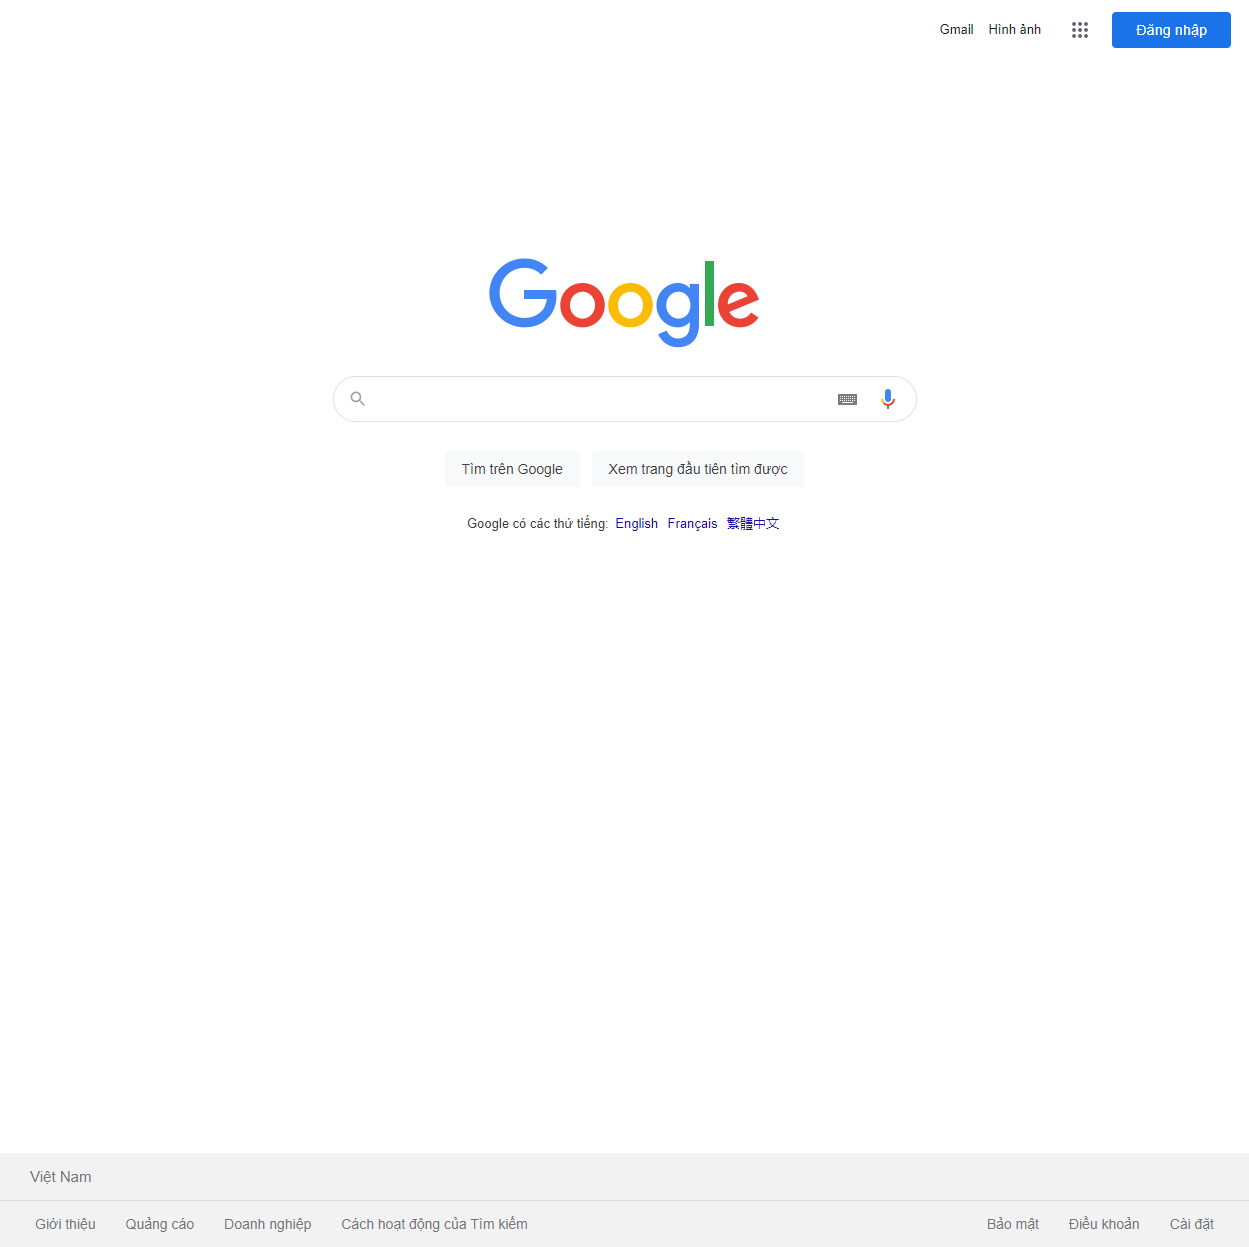 Gmail Hình ảnh Đăng nhập
Google
Tìm trên Google Xem trang đầu tiên tìm được
Google có các thứ tiếng: English Français 繁體中文
Việt Nam
Giới thiệu Quảng cáo Doanh nghiệp Cách hoạt động của Tìm kiếm Bảo mật Điều khoản Cài đặt